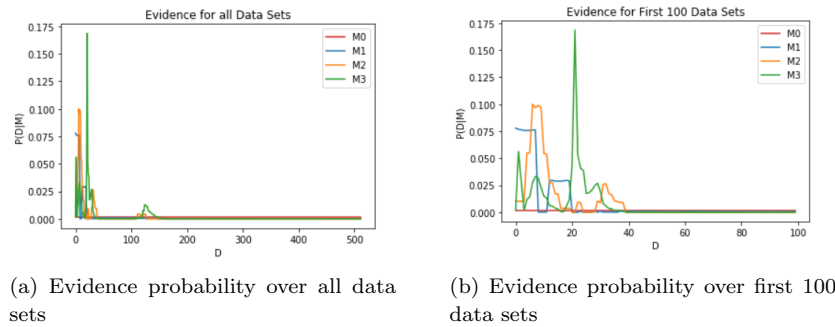 Evidence for all Data Sets
0.175
0.150
0.125
0.100
0.075
0.050
0.025
0.000
P(D|M)
M0
M1
M2
M3
0
100
200
300
400
500
D
(a) Evidence probability over all data
sets
Evidence for First 100 Data Sets
0.175
0.150
0.125
0.100
0.075
0.050
0.025
0.000
P(D|M)
M0
M1
M2
M3
0
20
40
60
80
100
D
(b) Evidence probability over first 100
data sets